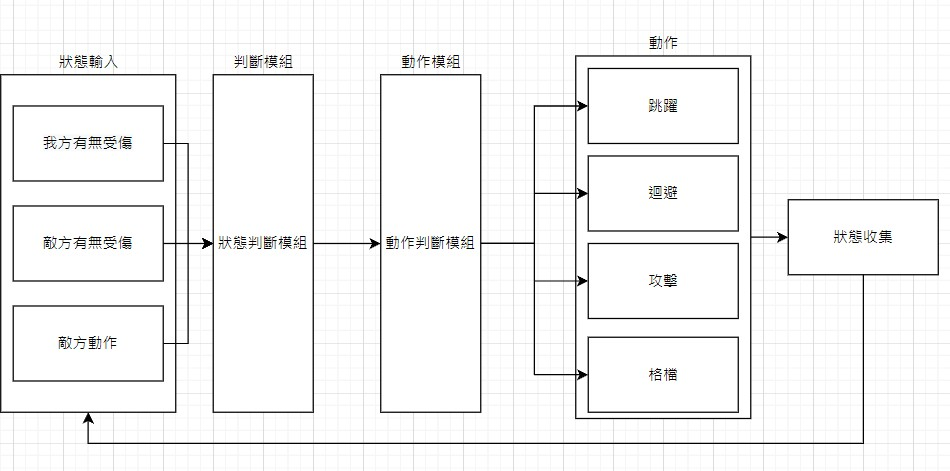 狀態輸入
我方有無受傷
敵方有無受傷
敵方動作
判斷模組
狀態判斷模組
動作模組
動作判斷模組
動作
跳躍
迴避
攻擊
格檔
狀態收集